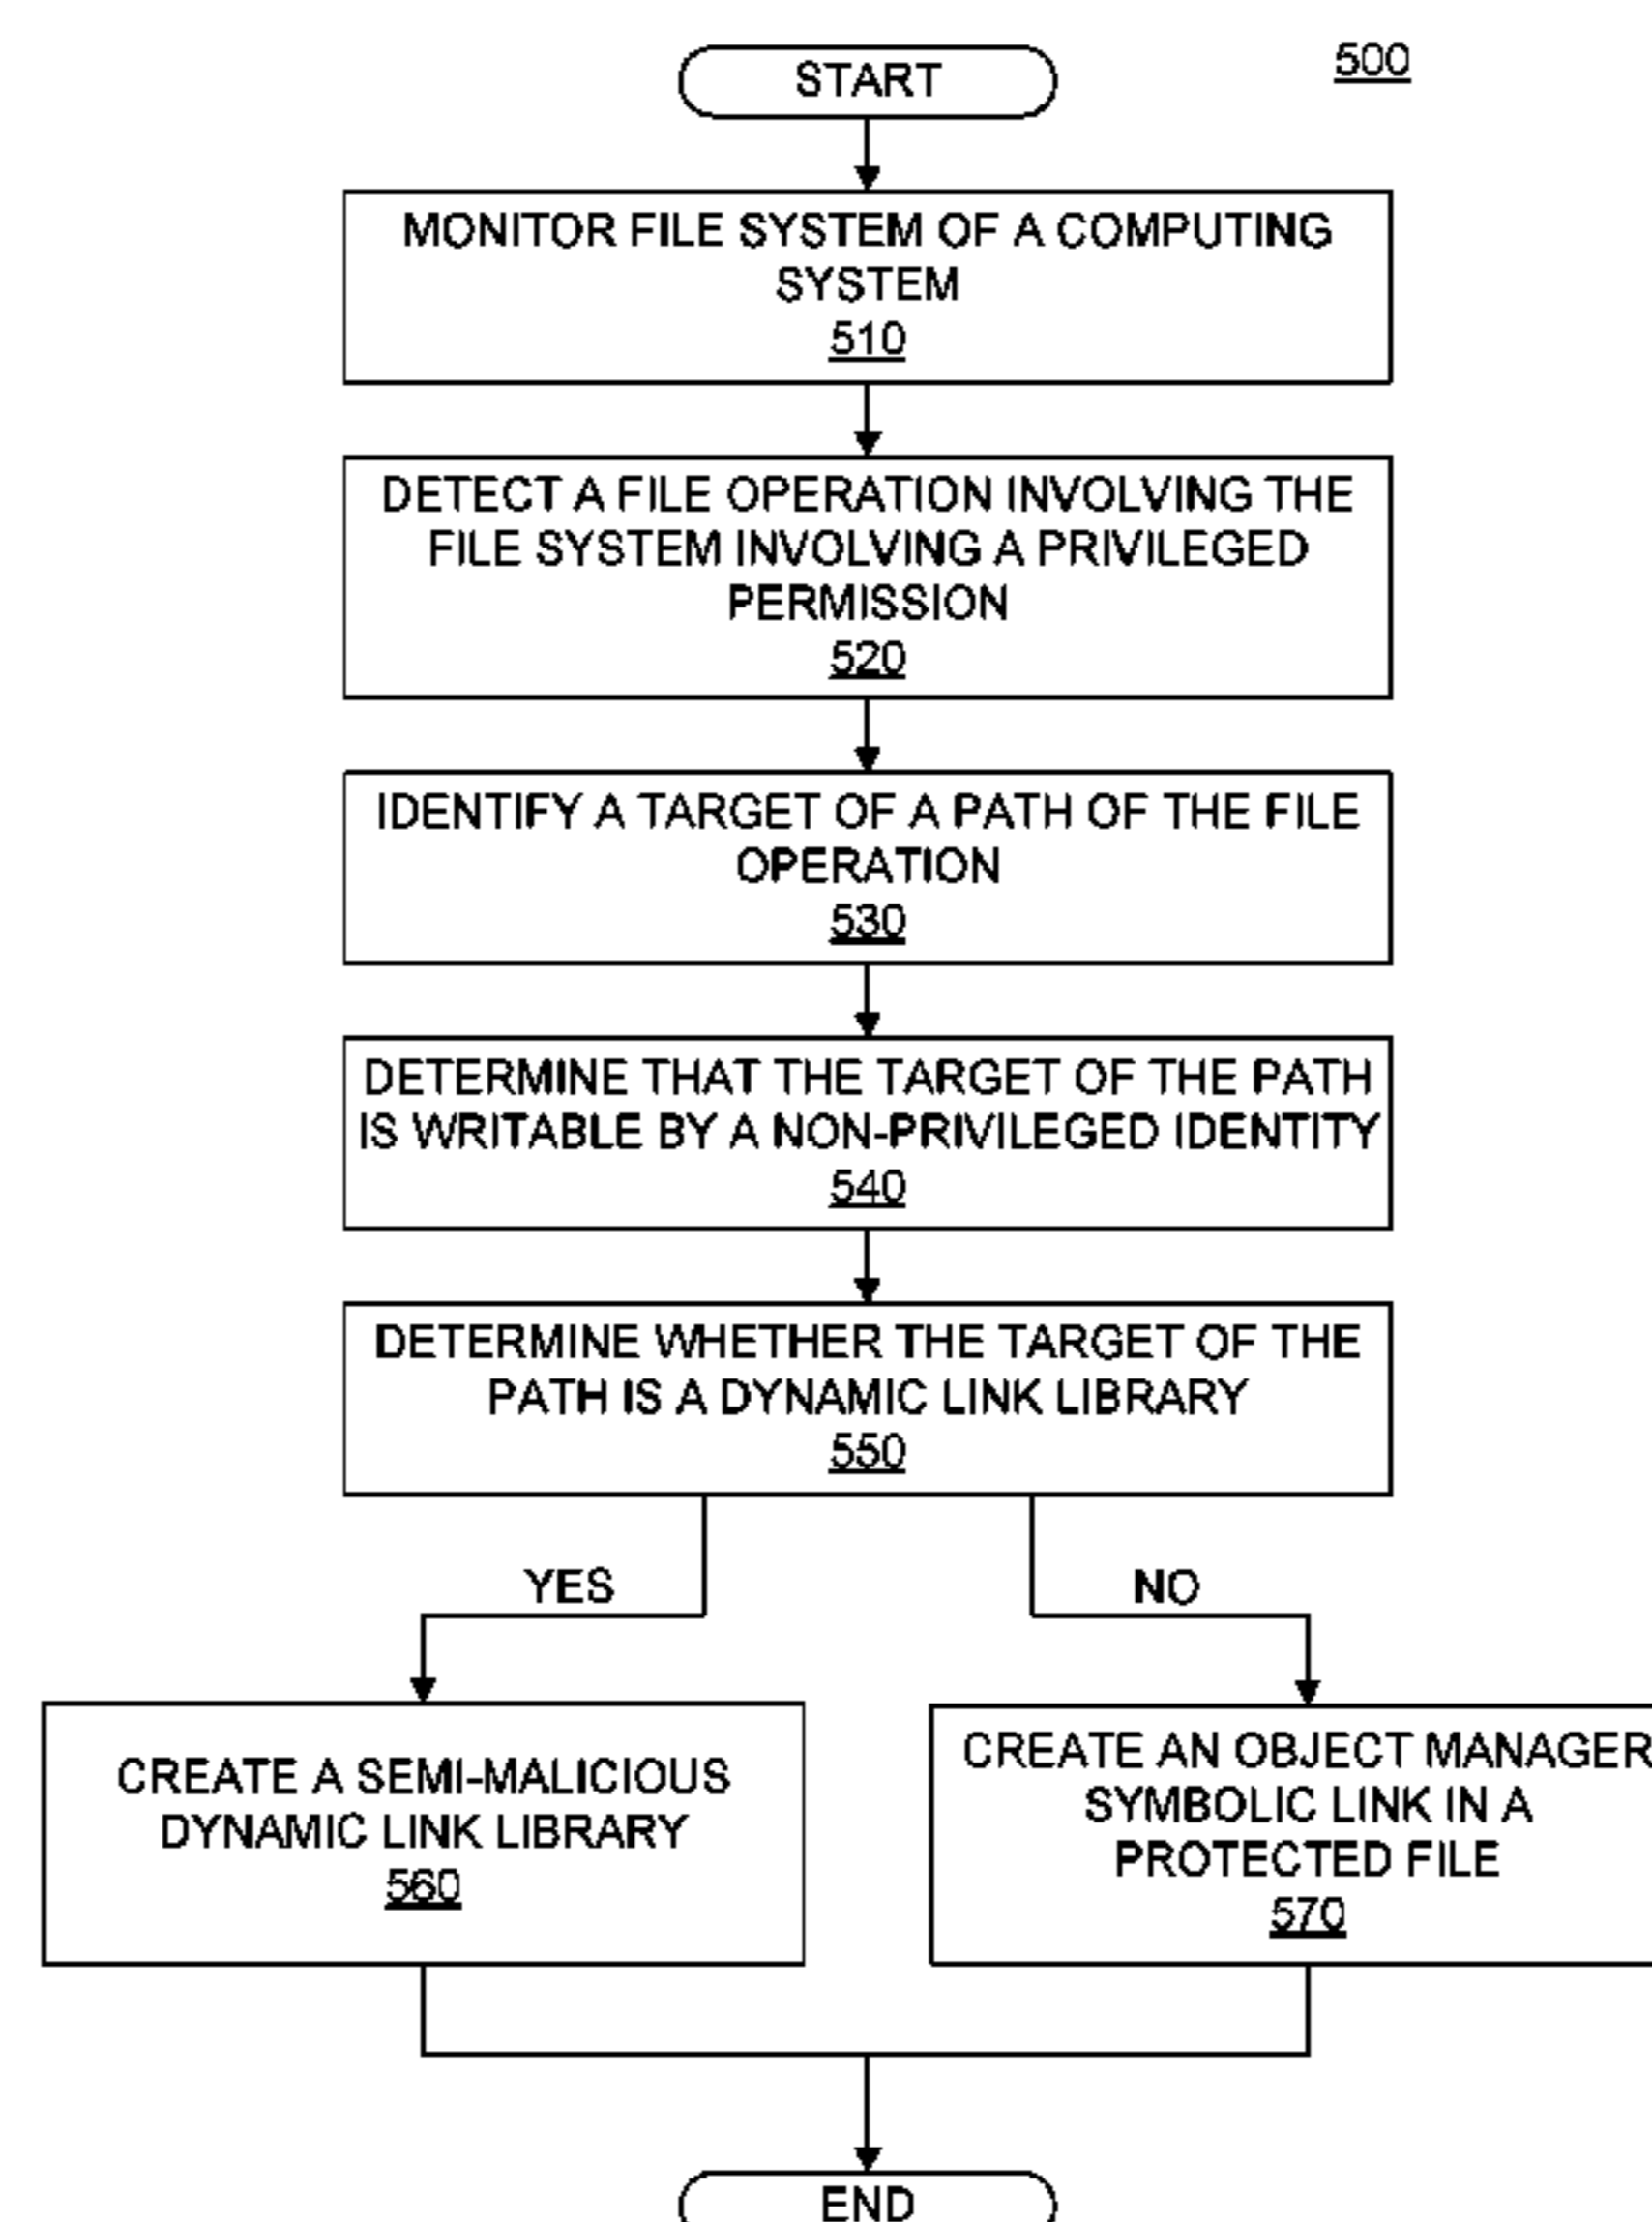 500
START
MONITOR FILE SYSTEM OF A COMPUTING
SYSTEM
510
DETECT A FILE OPERATION INVOLVING THE
FILE SYSTEM INVOLVING A PRIVILEGED
PERMISSION
520
IDENTIFY A TARGET OF A PATH OF THE FILE
OPERATION
530
DETERMINE THAT THE TARGET OF THE PATH
IS WRITABLE BY A NON-PRIVILEGED IDENTITY
540
DETERMINE WHETHER THE TARGET OF THE
PATH IS A DYNAMIC LINK LIBRARY
550
YES
NO
CREATE A SEMI-MALICIOUS
DYNAMIC LINK LIBRARY
560
CREATE AN OBJECT MANAGER
SYMBOLIC LINK IN A
PROTECTED FILE
570
END